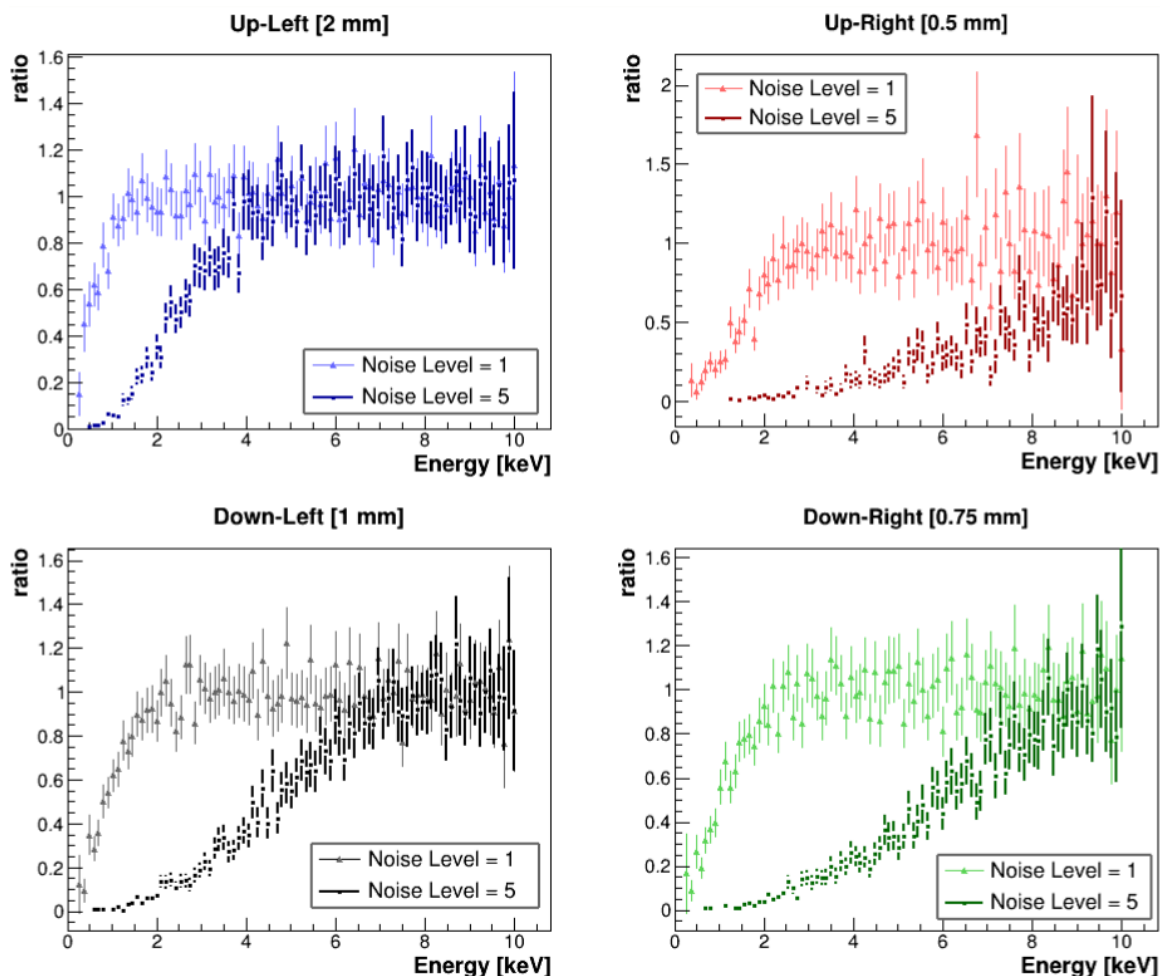 Up-Left [2 mm]
ratio
1.6
1.4
1.2
1
0.8
0.6
0.4
0.2
0
Noise Level = 1
Noise Level = 5
0 2 4 6 8 10
Energy [keV]
Up-Right [0.5 mm]
ratio
2
1.5
1
0.5
0
Noise Level = 1
Noise Level = 5
0 2 4 6 8 10
Energy [keV]
Down-Left [1 mm]
ratio
1.6
1.4
1.2
1
0.8
0.6
0.4
0.2
0
Noise Level = 1
Noise Level = 5
0 2 4 6 8 10
Energy [keV]
Down-Right [0.75 mm]
ratio
1.6
1.4
1.2
1
0.8
0.6
0.4
0.2
0
Noise Level = 1
Noise Level = 5
0 2 4 6 8 10
Energy [keV]